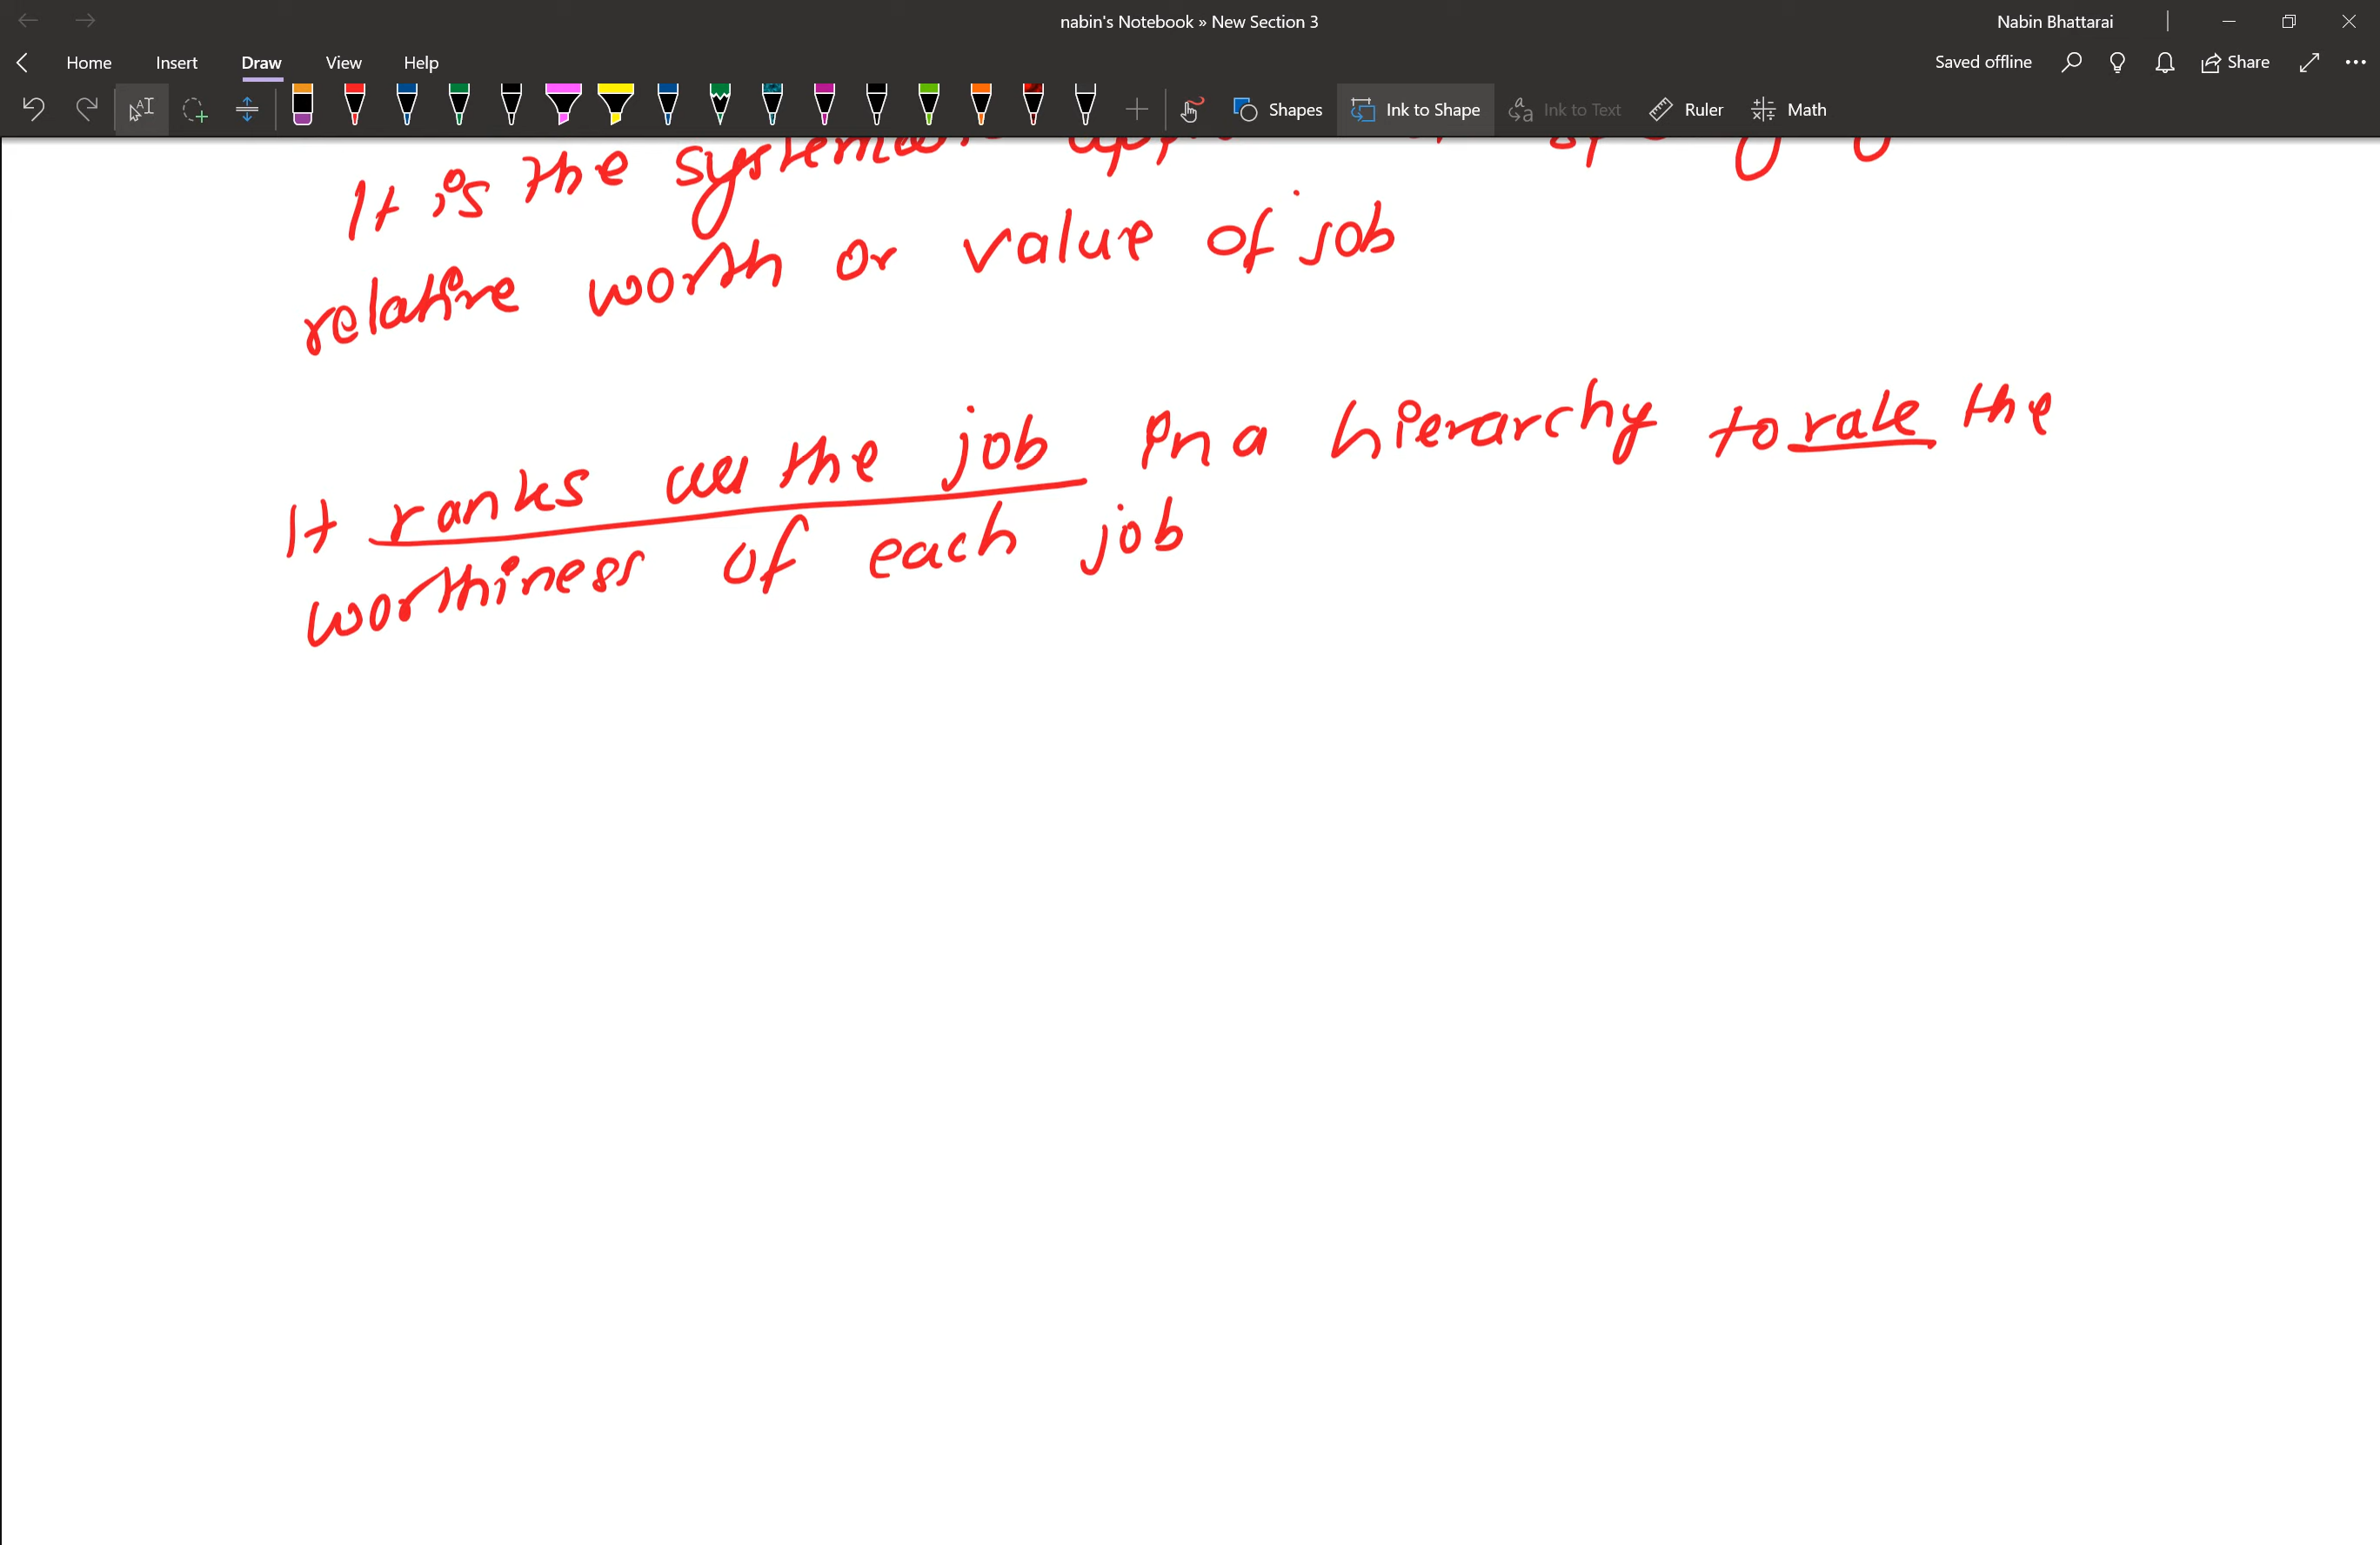 nabin's Notebook » New Section 3
Nabin Bhattarai
Home Insert Draw View Help
Saved offline
Share
Shapes Ink to Shape Ink to Text Ruler Math
It is the
relative worth or value of job
It ranks all the job in a hierarchy to rate the
worthiness of each job